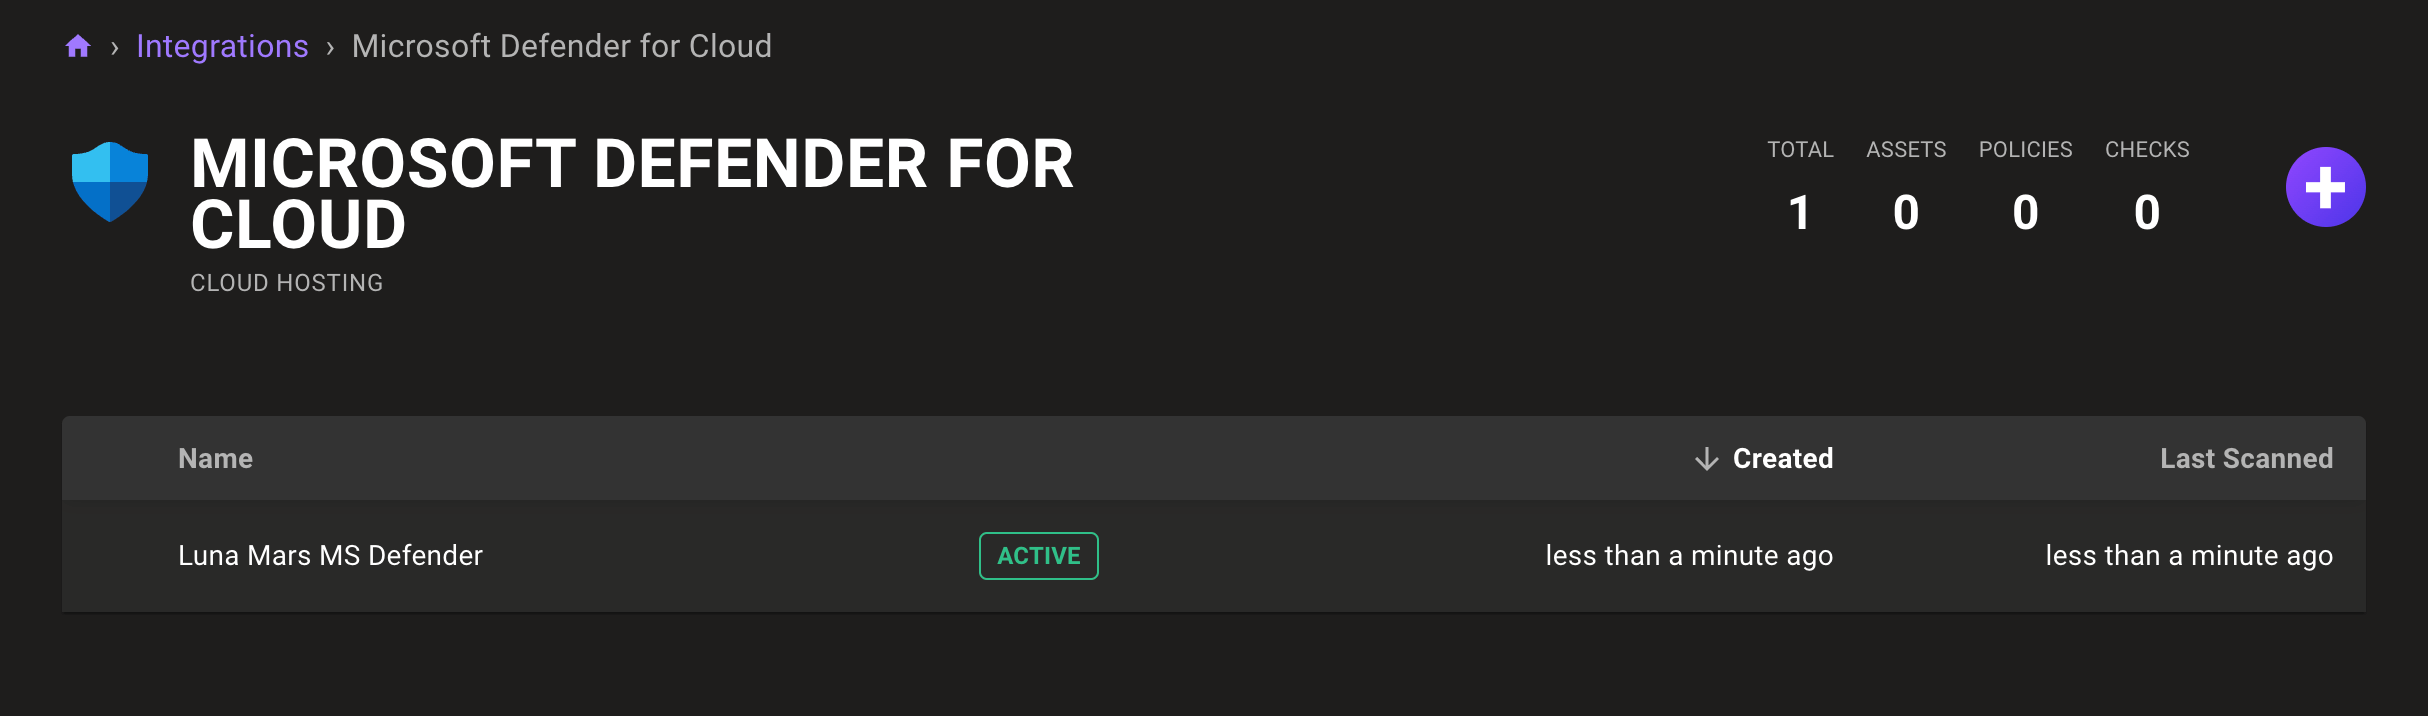 › Integrations › Microsoft Defender for Cloud
MICROSOFT DEFENDER FOR
CLOUD
CLOUD HOSTING
TOTAL ASSETS POLICIES CHECKS
1 0 0 0
Name ↓ Created Last Scanned
Luna Mars MS Defender ACTIVE less than a minute ago less than a minute ago